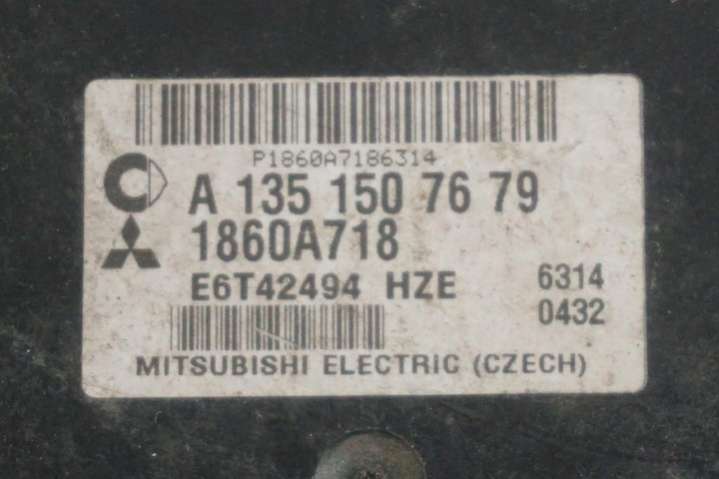 P1860A7186314
A 135 150 76 79
1860A718
E6T42494 HZE 6314
0432
MITSUBISHI ELECTRIC (CZECH)